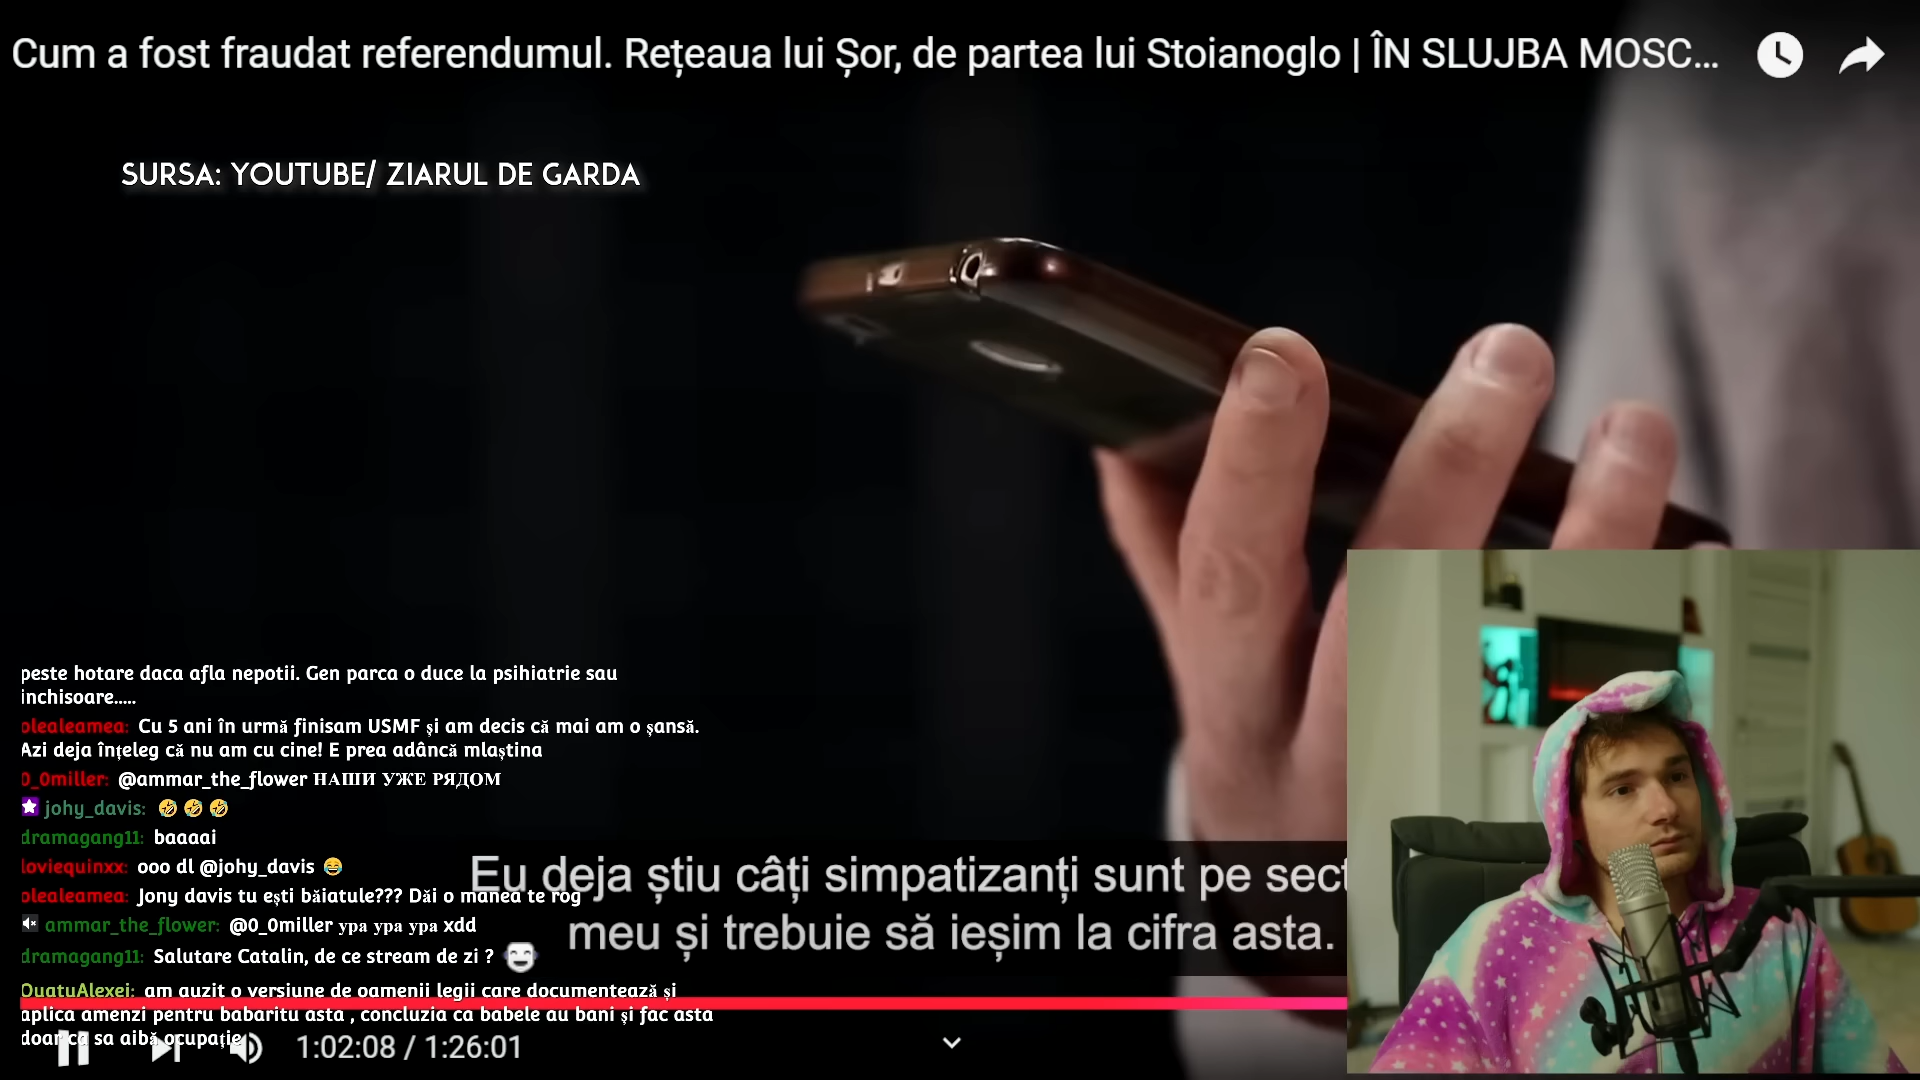 Cum a fost fraudat referendumul. Rețeaua lui Șor, de partea lui Stoianoglo | ÎN SLUJBA MOSC...
SURSA: YOUTUBE/ ZIARUL DE GARDA
peste hotare daca afla nepotii. Gen parca o duce la psihiatrie sau
inchisoare.....
olealeamea: Cu 5 ani în urmă finisam USMF și am decis că mai am o șansă.
Azi deja înțeleg că nu am cu cine! E prea adâncă mlaștina
0_0miller: @ammar_the_flower НАШИ УЖЕ РЯДОМ
johy_davis: 🤣 🤣 🤣
dramagang11: baaaai
loviequinxx: ooo dl @johy_davis 😂
olealeamea: Jony davis tu ești băiatule??? Dăi o manea te rog
ammar_the_flower: @0_0miller ура ура ура xdd
dramagang11: Salutare Catalin, de ce stream de zi ?
OuatuAlexei: am auzit o versiune de oamenii legii care documentează și
aplica amenzi pentru babaritu asta , concluzia ca babele au bani și fac asta
doar ca sa aibă ocupație
Eu deja știu câți simpatizanți sunt pe sect
meu și trebuie să ieșim la cifra asta.
1:02:08 / 1:26:01